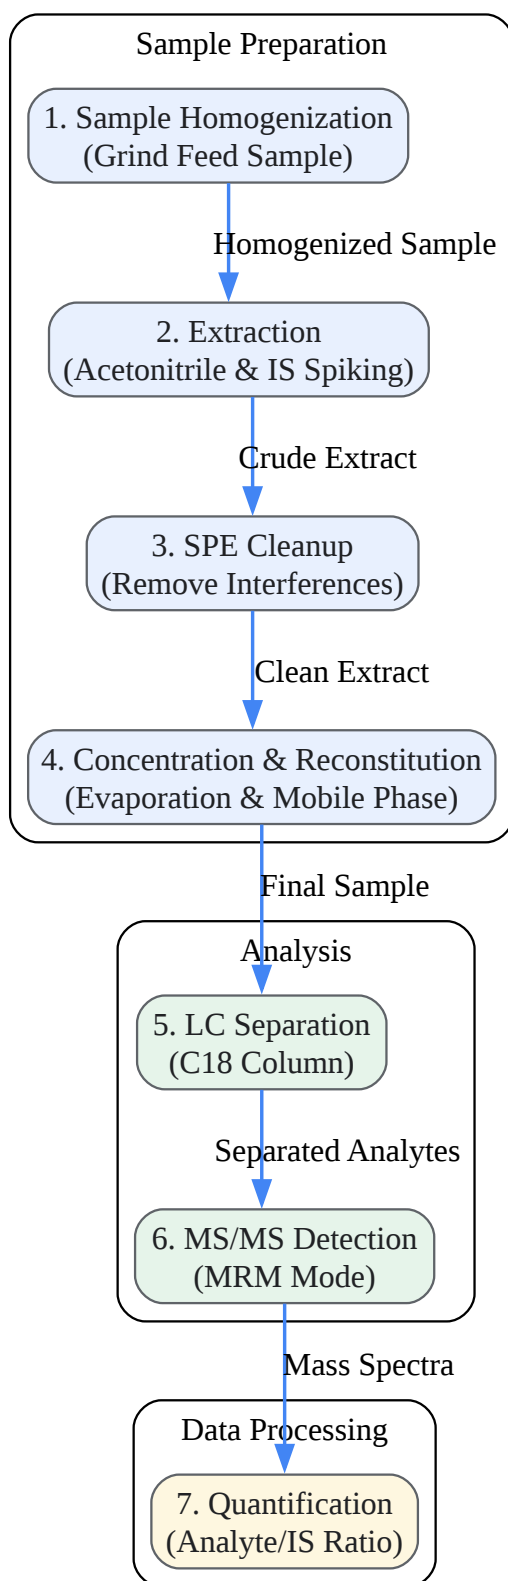 Sample Preparation
1. Sample Homogenization
(Grind Feed Sample)
Homogenized Sample
2. Extraction
(Acetonitrile & IS Spiking)
Crude Extract
3. SPE Cleanup
(Remove Interferences)
Clean Extract
4. Concentration & Reconstitution
(Evaporation & Mobile Phase)
Final Sample
Analysis
5. LC Separation
(C18 Column)
Separated Analytes
6. MS/MS Detection
(MRM Mode)
Mass Spectra
Data Processing
7. Quantification
(Analyte/IS Ratio)